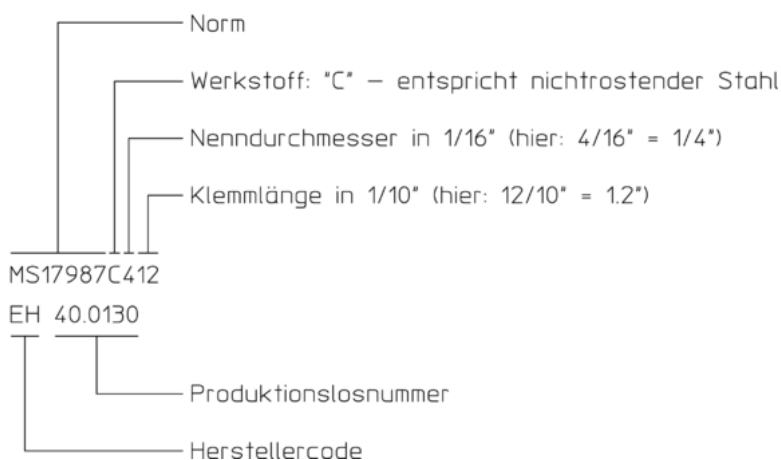 Norm
Werkstoff: "C" – entspricht nichtrostender Stahl
Nenndurchmesser in 1/16" (hier: 4/16" = 1/4")
Klemmlänge in 1/10" (hier: 12/10" = 1.2")
MS17987C412
EH 40.0130
Produktionslosnummer
Herstellercode